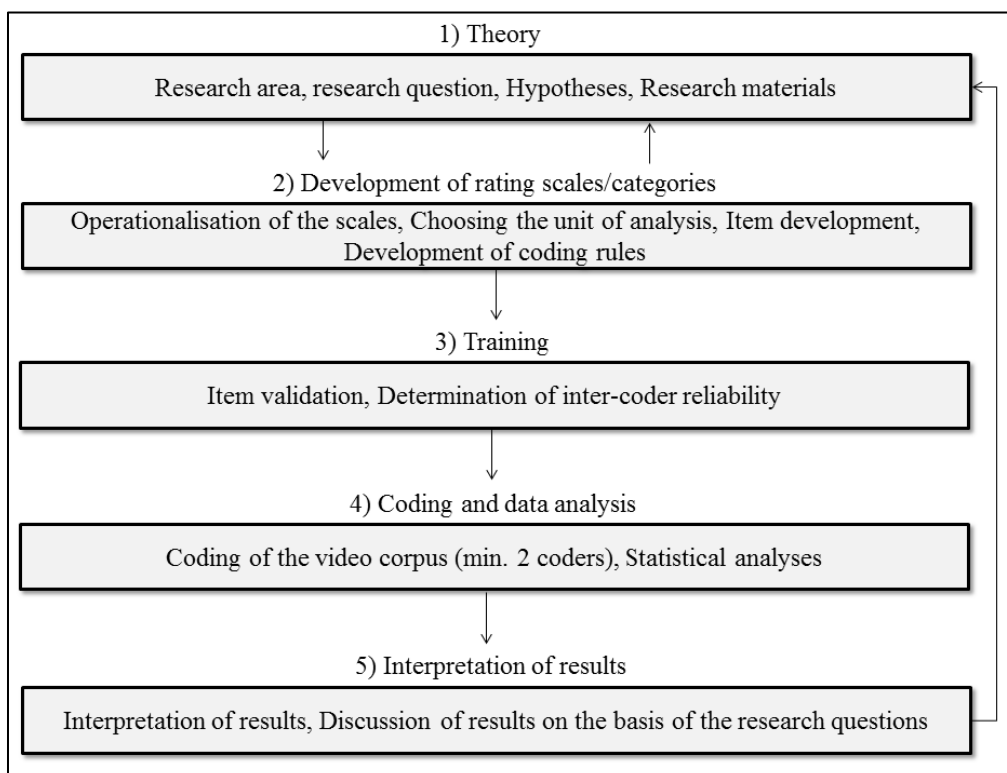 1) Theory
Research area, research question, Hypotheses, Research materials
2) Development of rating scales/categories
Operationalisation of the scales, Choosing the unit of analysis, Item development,
Development of coding rules
3) Training
Item validation, Determination of inter-coder reliability
4) Coding and data analysis
Coding of the video corpus (min. 2 coders), Statistical analyses
5) Interpretation of results
Interpretation of results, Discussion of results on the basis of the research questions